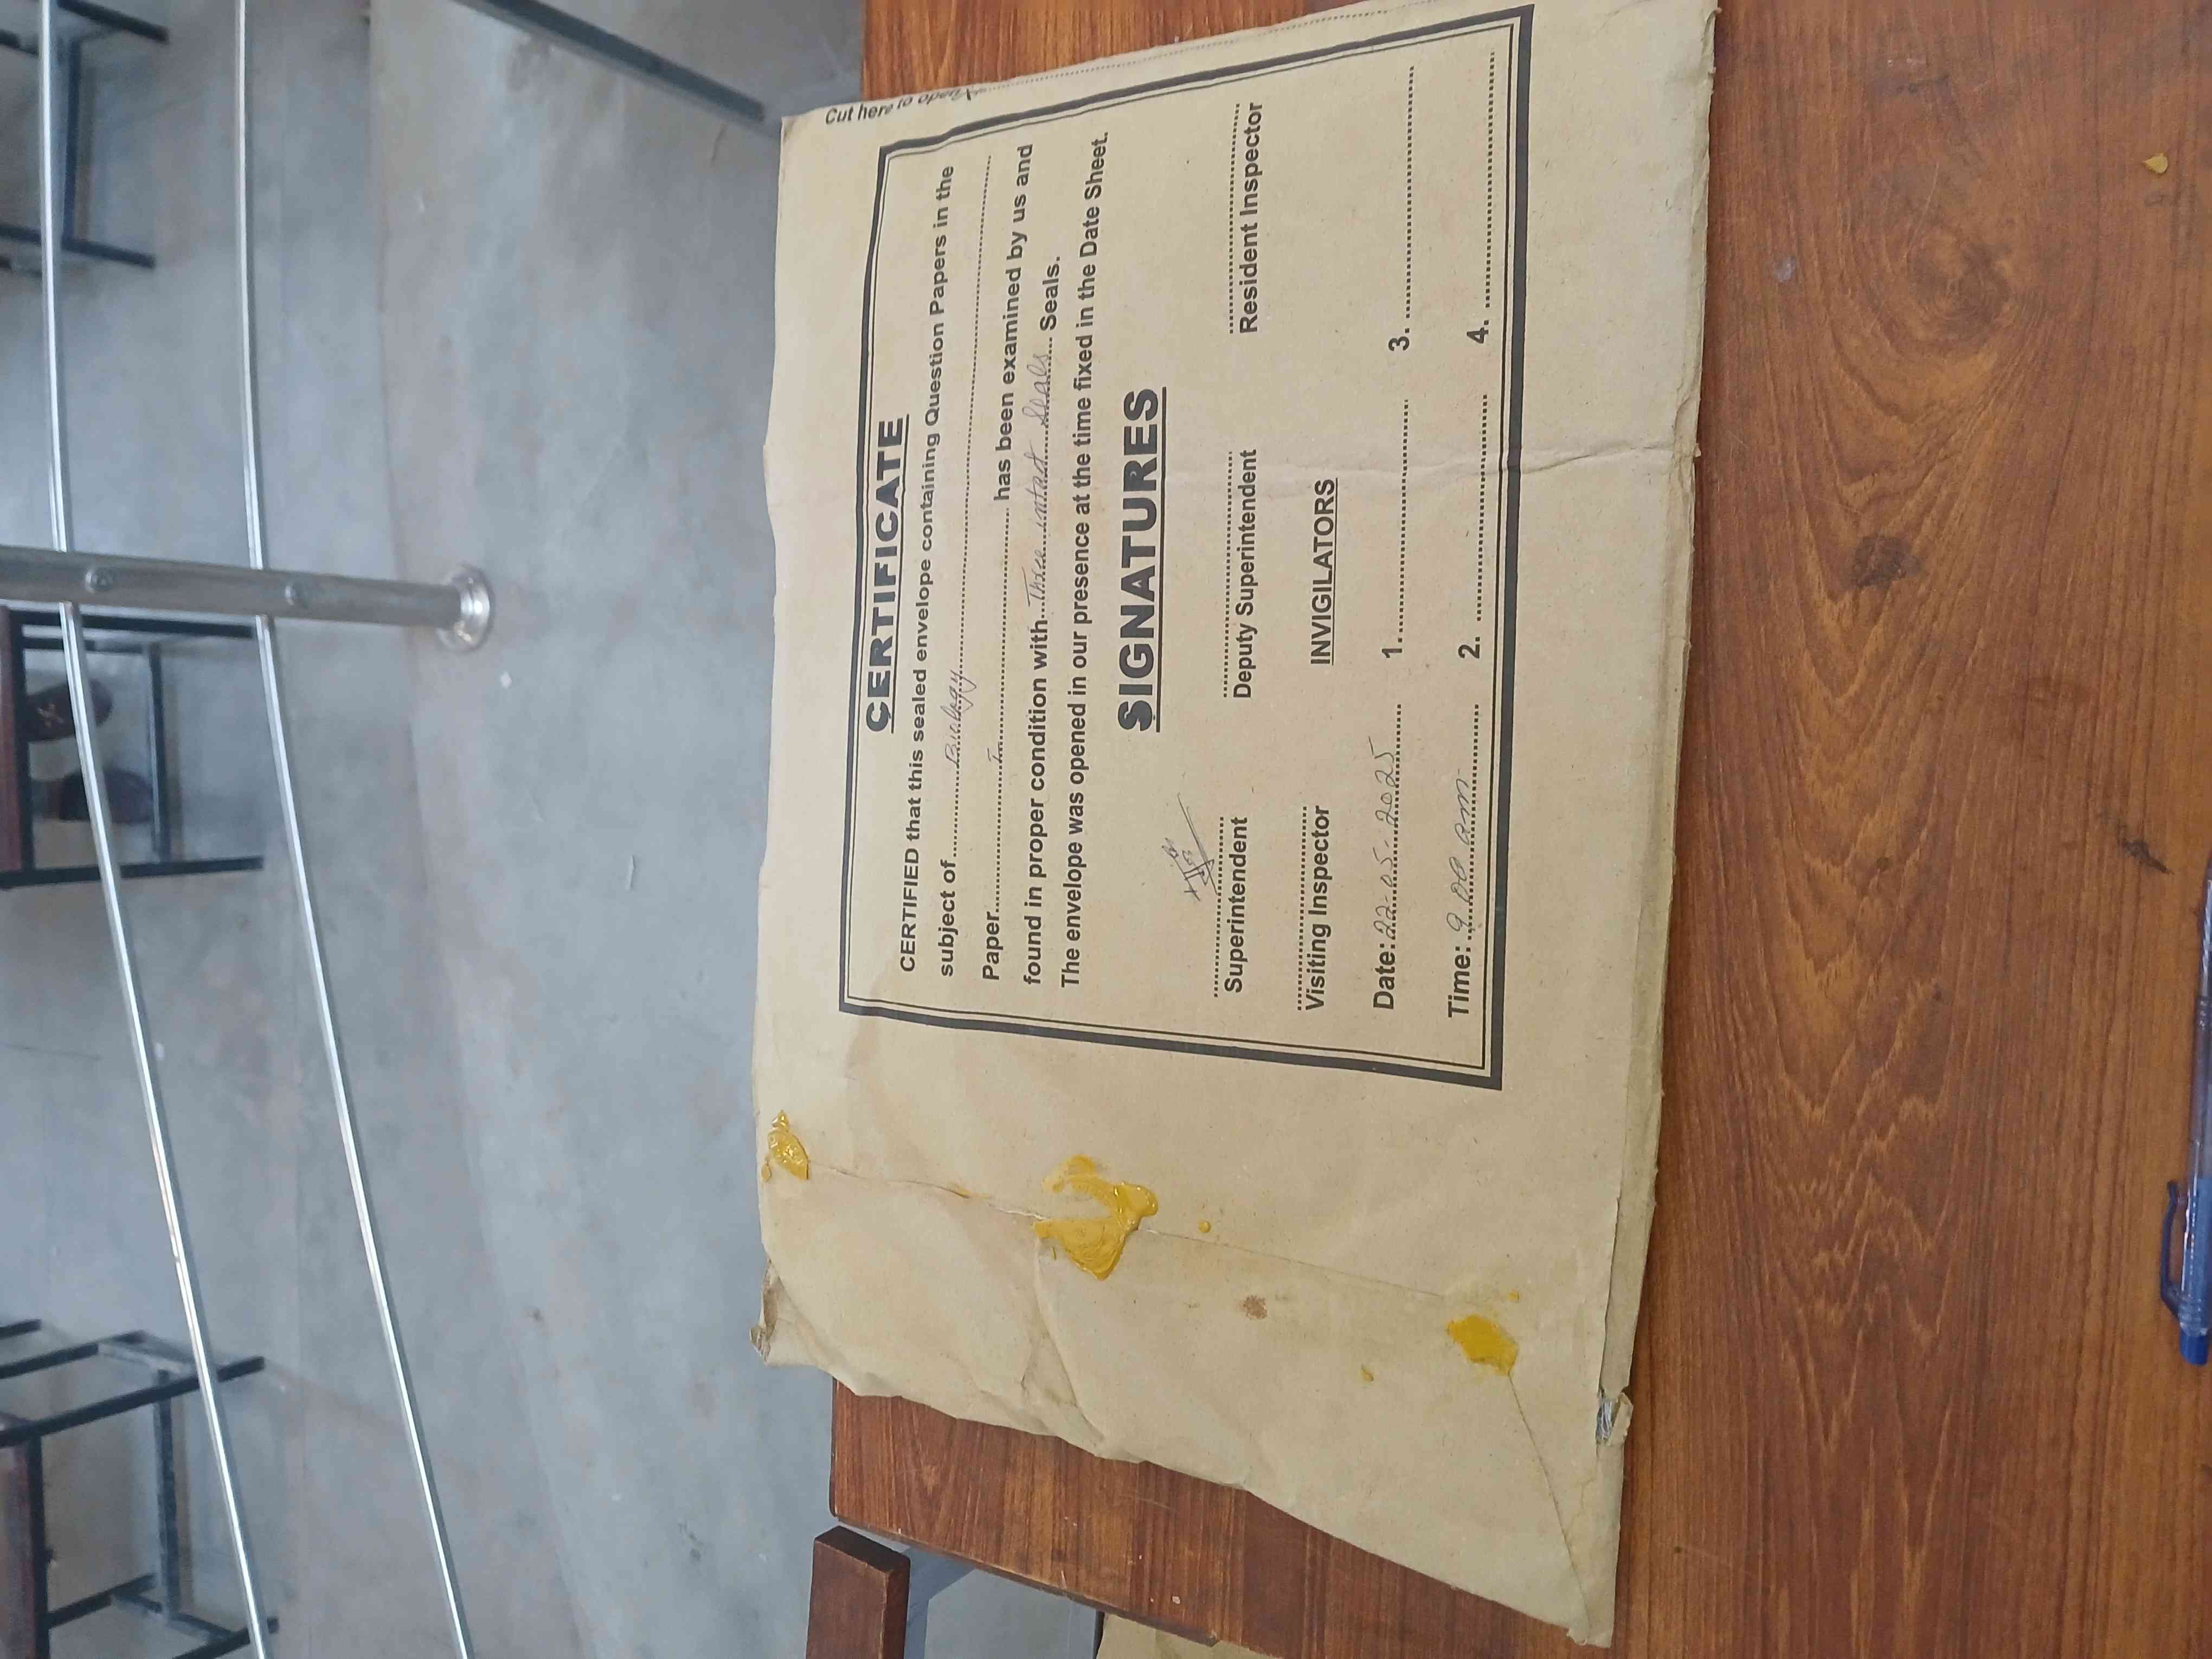 Cut here to open
CERTIFICATE
CERTIFIED that this sealed envelope containing Question Papers in the
subject of Biology
Paper I has been examined by us and
found in proper condition with Three intact Seals Seals.
The envelope was opened in our presence at the time fixed in the Date Sheet.
SIGNATURES
Superintendent Deputy Superintendent Resident Inspector
Visiting Inspector INVIGILATORS
Date: 22-05-2025 1. 3.
Time: 9.00 am 2. 4.